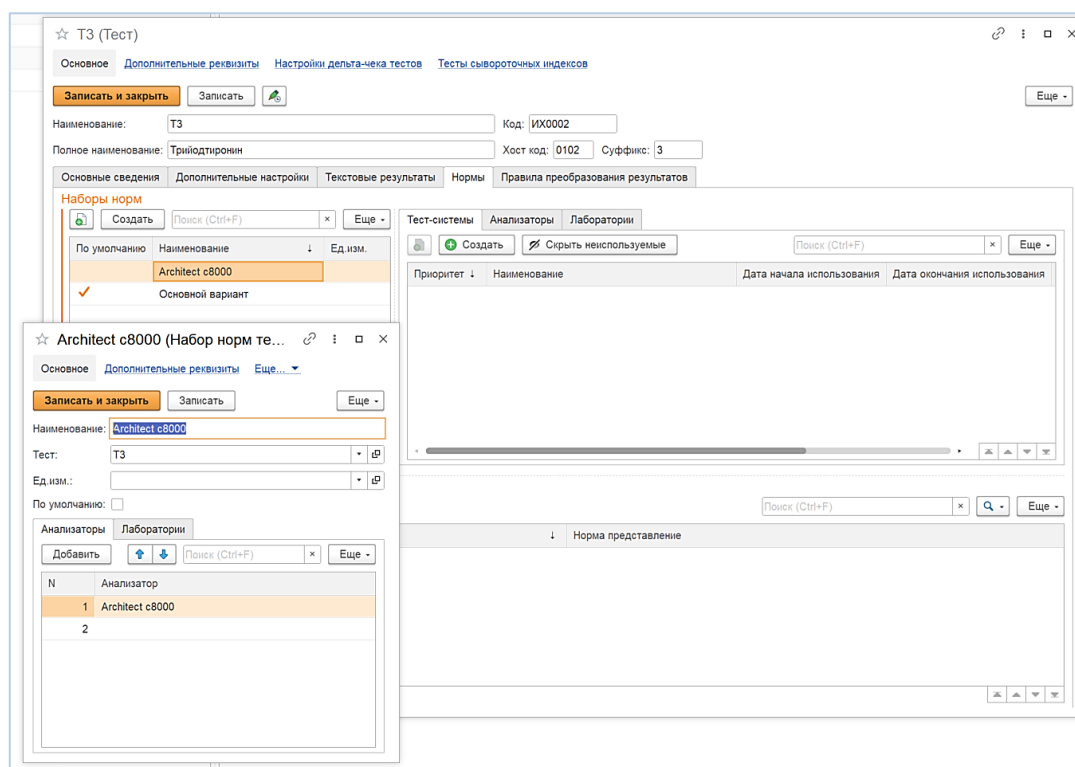 Т3 (Тест)
Основное Дополнительные реквизиты Настройки дельта-чека тестов Тесты сывороточных индексов
Записать и закрыть Записать Еще
Наименование: Т3 Код: ИХ0002
Полное наименование: Трийодтиронин Хост код: 0102 Суффикс: 3
Основные сведения Дополнительные настройки Текстовые результаты Нормы Правила преобразования результатов
Наборы норм
Создать Поиск (Ctrl+F) × Еще
По умолчанию Наименование ↓ Ед.изм.
Architect c8000
Основной вариант
Тест-системы Анализаторы Лаборатории
Создать Скрыть неиспользуемые Поиск (Ctrl+F) × Еще
Приоритет ↓ Наименование Дата начала использования Дата окончания использования
Поиск (Ctrl+F) × Еще
↓ Норма представление
Architect c8000 (Набор норм те...
Основное Дополнительные реквизиты Еще...
Записать и закрыть Записать Еще
Наименование: Architect c8000
Тест: Т3
Ед.изм.:
По умолчанию:
Анализаторы Лаборатории
Добавить Поиск (Ctrl+F) × Еще
N Анализатор
1 Architect c8000
2